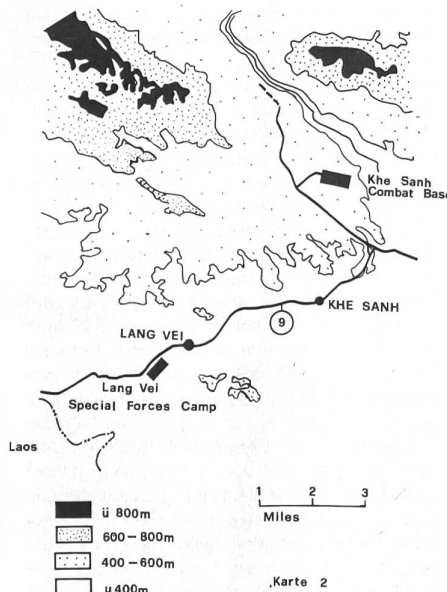 Khe Sanh
Combat Base
KHE SANH
9
LANG VEI
Lang Vei
Special Forces Camp
Laos
1 2 3
Miles
ü 800m
600–800m
400–600m
u 400m
Karte 2